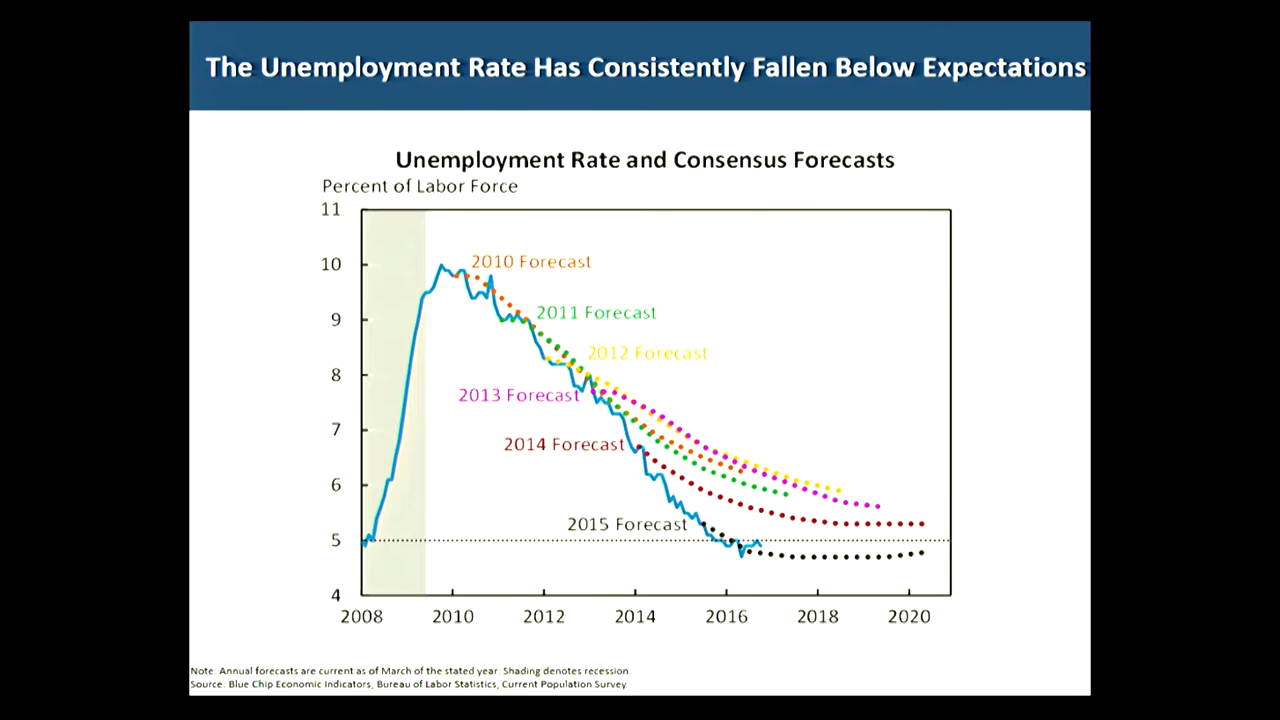 The Unemployment Rate Has Consistently Fallen Below Expectations
Unemployment Rate and Consensus Forecasts
Percent of Labor Force
11
10
9
8
7
6
5
4
2010 Forecast
2011 Forecast
2012 Forecast
2013 Forecast
2014 Forecast
2015 Forecast
2008 2010 2012 2014 2016 2018 2020
Note: Annual forecasts are current as of March of the stated year. Shading denotes recession.
Source: Blue Chip Economic Indicators, Bureau of Labor Statistics, Current Population Survey